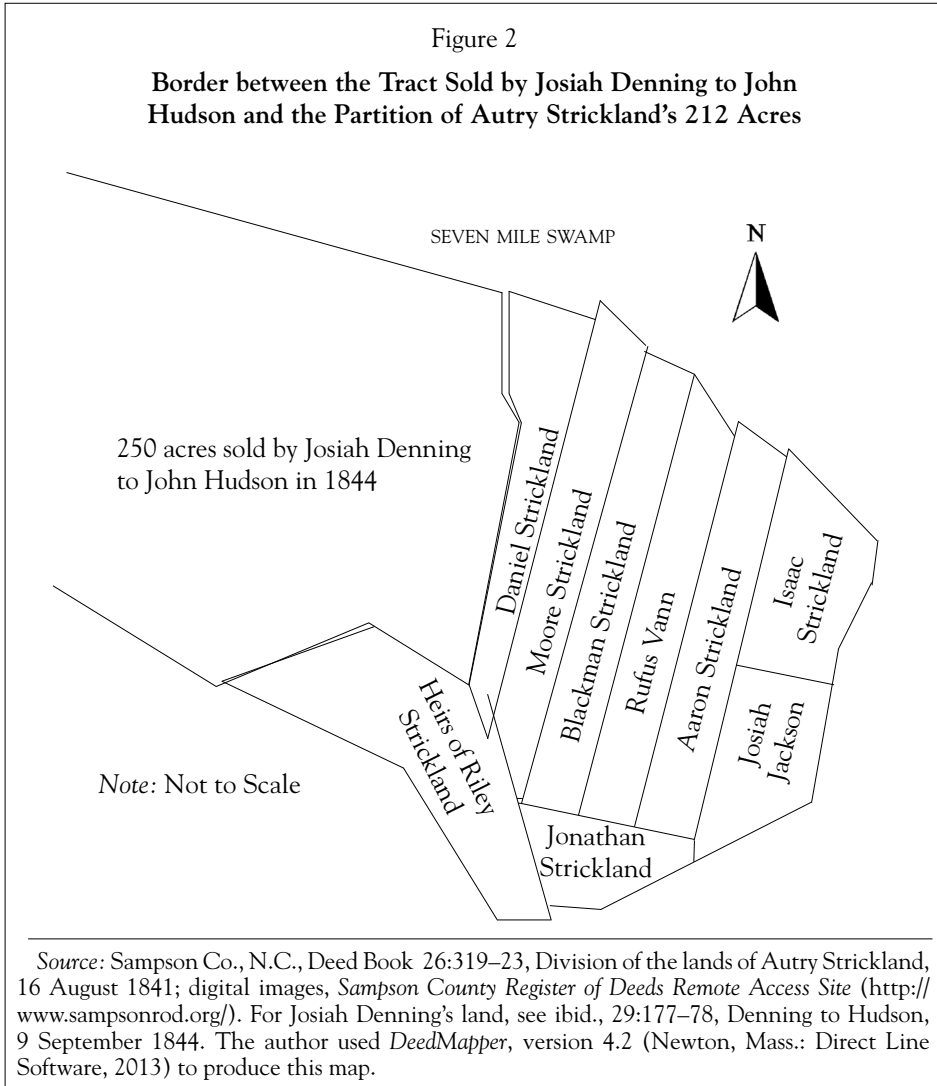 Figure 2
Border between the Tract Sold by Josiah Denning to John
Hudson and the Partition of Autry Strickland's 212 Acres
SEVEN MILE SWAMP
N
250 acres sold by Josiah Denning
to John Hudson in 1844
Daniel Strickland
Moore Strickland
Blackman Strickland
Rufus Vann
Aaron Strickland
Isaac
Strickland
Josiah
Jackson
Heirs of Riley
Strickland
Note: Not to Scale
Jonathan
Strickland
Source: Sampson Co., N.C., Deed Book 26:319–23, Division of the lands of Autry Strickland,
16 August 1841; digital images, Sampson County Register of Deeds Remote Access Site (http://
www.sampsonrod.org/). For Josiah Denning's land, see ibid., 29:177–78, Denning to Hudson,
9 September 1844. The author used DeedMapper, version 4.2 (Newton, Mass.: Direct Line
Software, 2013) to produce this map.